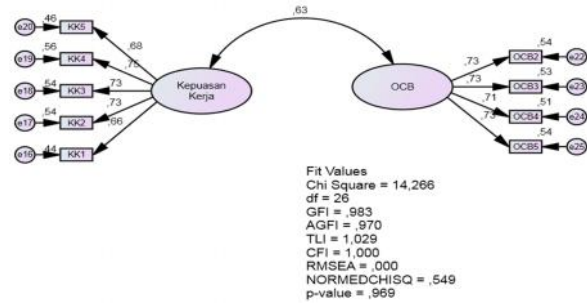 ,63
e20 ,46 KK5
,68
e19 ,56 KK4
,75
e18 ,54 KK3
,73
e17 ,54 KK2
,73
e16 ,44 KK1
,66
Kepuasan
Kerja
OCB
,73
OCB2 ,54 e22
,73
OCB3 ,53 e23
,71
OCB4 ,51 e24
,73
OCB5 ,54 e25
Fit Values
Chi Square = 14,266
df = 26
GFI = ,983
AGFI = ,970
TLI = 1,029
CFI = 1,000
RMSEA = ,000
NORMEDCHISQ = ,549
p-value = ,969